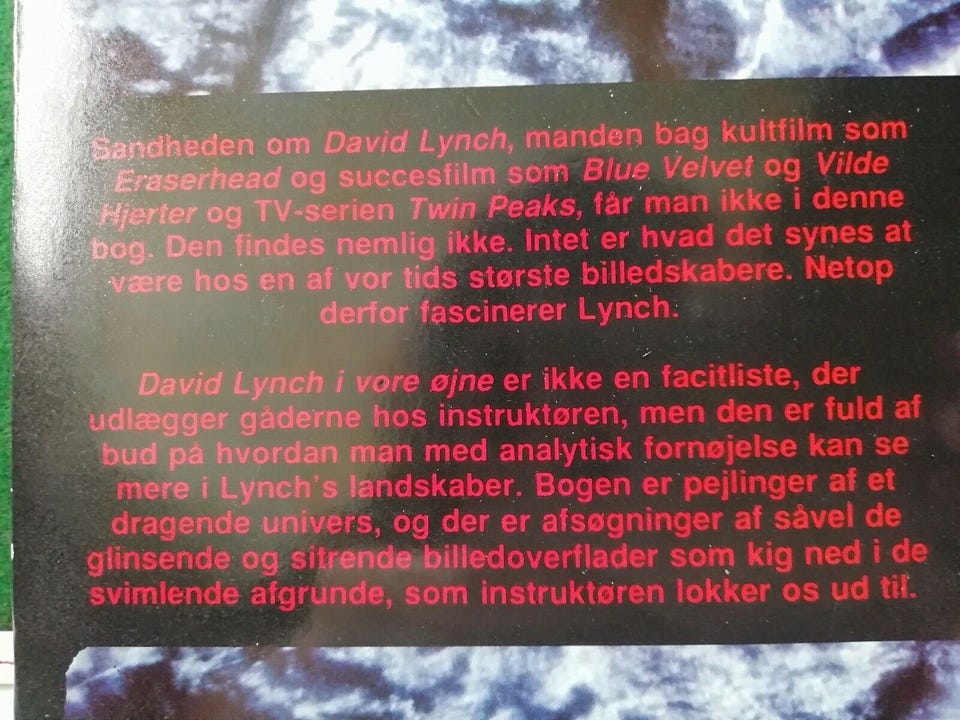 Sandheden om David Lynch, manden bag kultfilm som
Eraserhead og succesfilm som Blue Velvet og Vilde
Hjerter og TV-serien Twin Peaks, får man ikke i denne
bog. Den findes nemlig ikke. Intet er hvad det synes at
være hos en af vor tids største billedskabere. Netop
derfor fascinerer Lynch.
David Lynch i vore øjne er ikke en facitliste, der
udlægger gåderne hos instruktøren, men den er fuld af
bud på hvordan man med analytisk fornøjelse kan se
mere i Lynch's landskaber. Bogen er pejlinger af et
dragende univers, og der er afsøgninger af såvel de
glinsende og sitrende billedoverflader som kig ned i de
svimlende afgrunde, som instruktøren lokker os ud til.